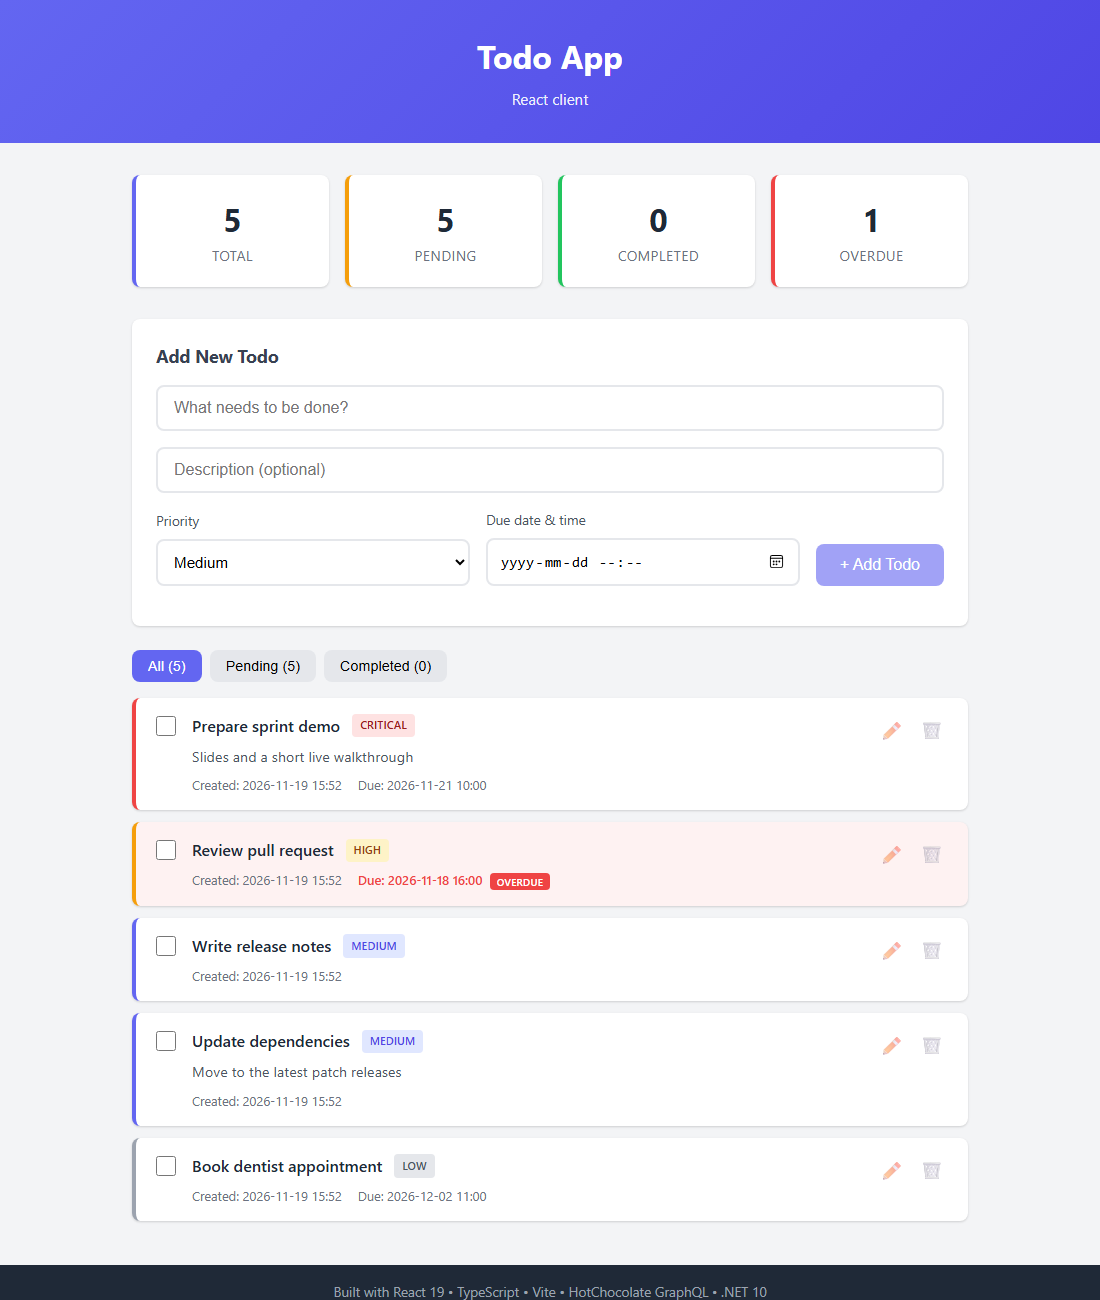 Todo App
React client
5
TOTAL
5
PENDING
0
COMPLETED
1
OVERDUE
Add New Todo
What needs to be done?
Description (optional)
Priority
Due date & time
Medium
yyyy-mm-dd --:--
+ Add Todo
All (5)
Pending (5)
Completed (0)
Prepare sprint demo CRITICAL
Slides and a short live walkthrough
Created: 2026-11-19 15:52 Due: 2026-11-21 10:00
Review pull request HIGH
Created: 2026-11-19 15:52 Due: 2026-11-18 16:00 OVERDUE
Write release notes MEDIUM
Created: 2026-11-19 15:52
Update dependencies MEDIUM
Move to the latest patch releases
Created: 2026-11-19 15:52
Book dentist appointment LOW
Created: 2026-11-19 15:52 Due: 2026-12-02 11:00
Built with React 19 • TypeScript • Vite • HotChocolate GraphQL • .NET 10